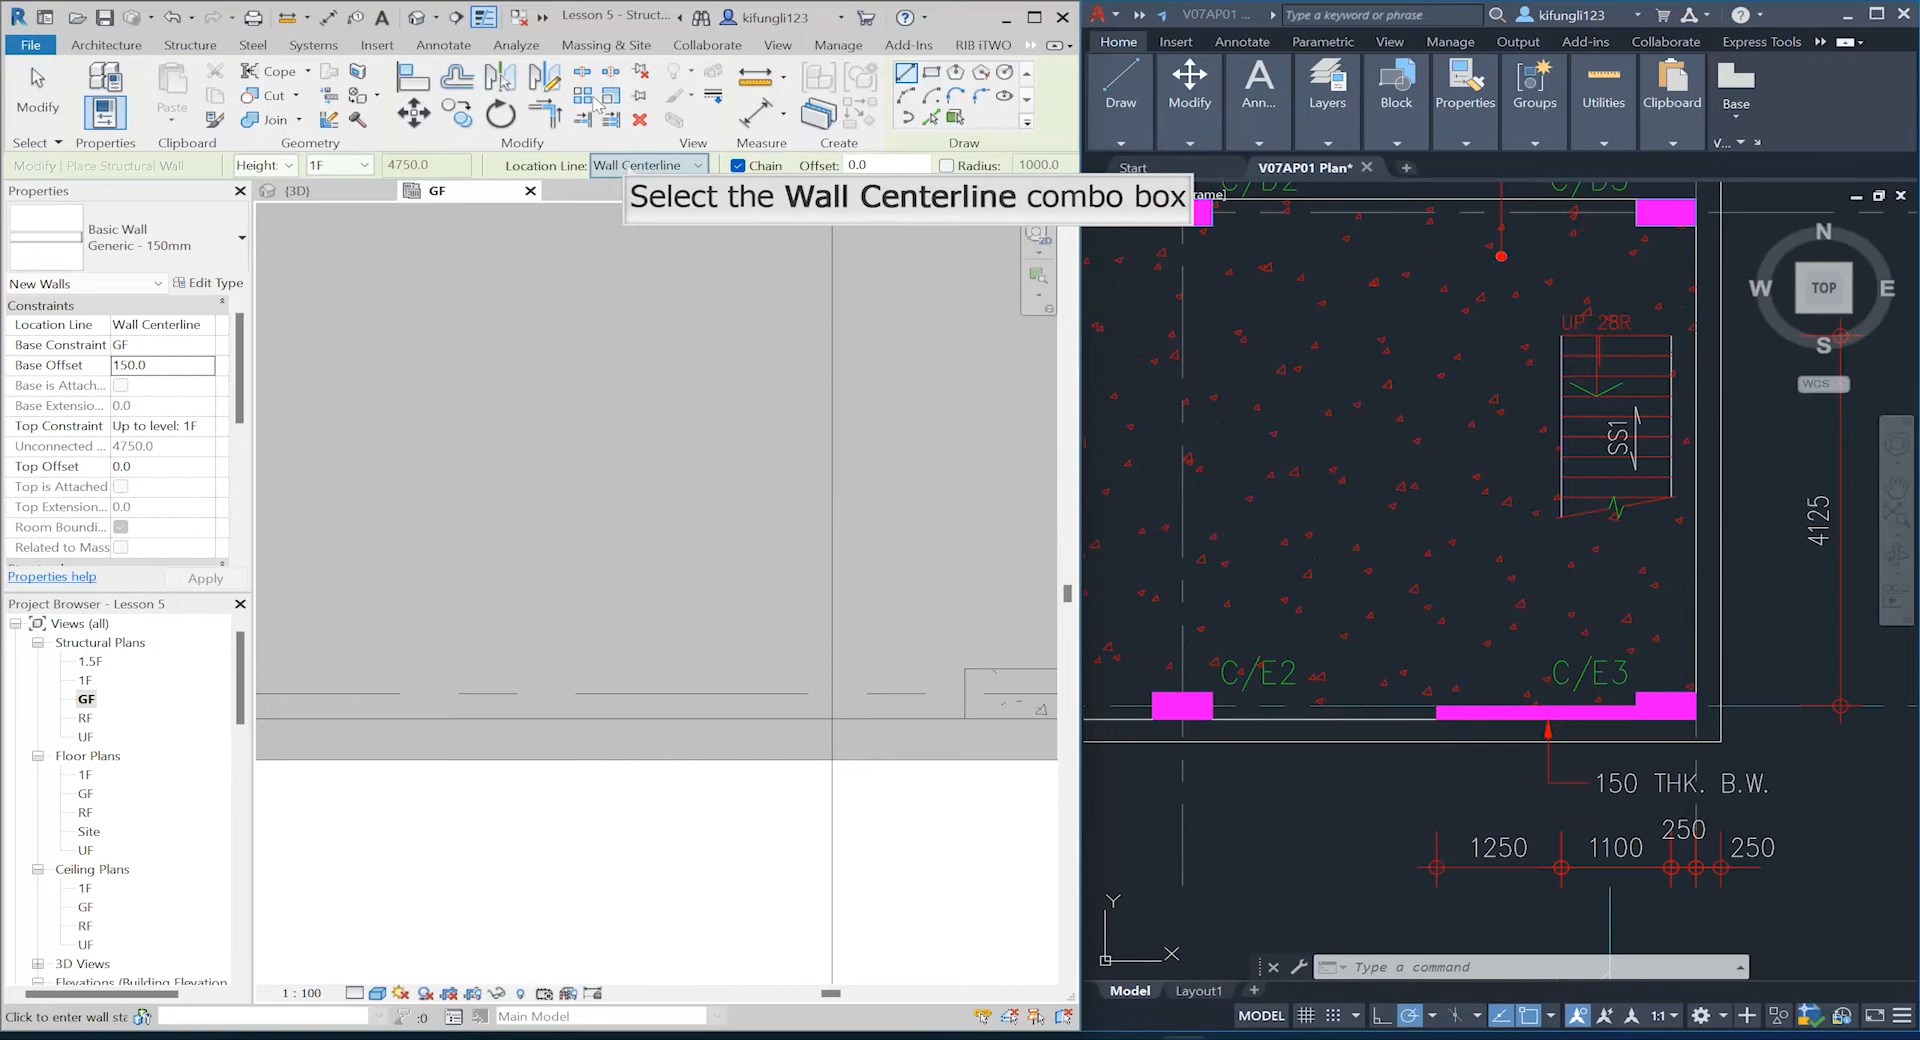 Lesson 5 - Struct...
kifungli123
File
Architecture
Structure
Steel
Systems
Insert
Annotate
Analyze
Massing & Site
Collaborate
View
Manage
Add-Ins
RIB iTWO
Modify
Paste
Cope
Cut
Join
Select
Properties
Clipboard
Geometry
Modify
View
Measure
Create
Draw
Modify | Place Structural Wall
Height:
1F
4750.0
Location Line:
Wall Centerline
Chain
Offset:
0.0
Radius:
1000.0
Select the Wall Centerline combo box
Properties
{3D}
GF
Basic Wall
Generic - 150mm
New Walls
Edit Type
Constraints
Location Line Wall Centerline
Base Constraint GF
Base Offset 150.0
Base is Attach...
Base Extensio... 0.0
Top Constraint Up to level: 1F
Unconnected ... 4750.0
Top Offset 0.0
Top is Attached
Top Extension... 0.0
Room Boundi...
Related to Mass
Properties help
Apply
Project Browser - Lesson 5
Views (all)
Structural Plans
1.5F
1F
GF
RF
UF
Floor Plans
1F
GF
RF
Site
UF
Ceiling Plans
1F
GF
RF
UF
3D Views
Elevations (Building Elevation
1 : 100
Click to enter wall sta
:0
Main Model
V07AP01 ...
Type a keyword or phrase
kifungli123
Home
Insert
Annotate
Parametric
View
Manage
Output
Add-ins
Collaborate
Express Tools
Draw
Modify
Ann...
Layers
Block
Properties
Groups
Utilities
Clipboard
Base
V...
Start
V07AP01 Plan*
rame]
C/D2
C/D3
N
W
TOP
E
S
WCS
UP 28R
SS1
4125
C/E2
C/E3
150 THK. B.W.
1250
1100
250
250
Y
X
Type a command
Model
Layout1
MODEL
1:1